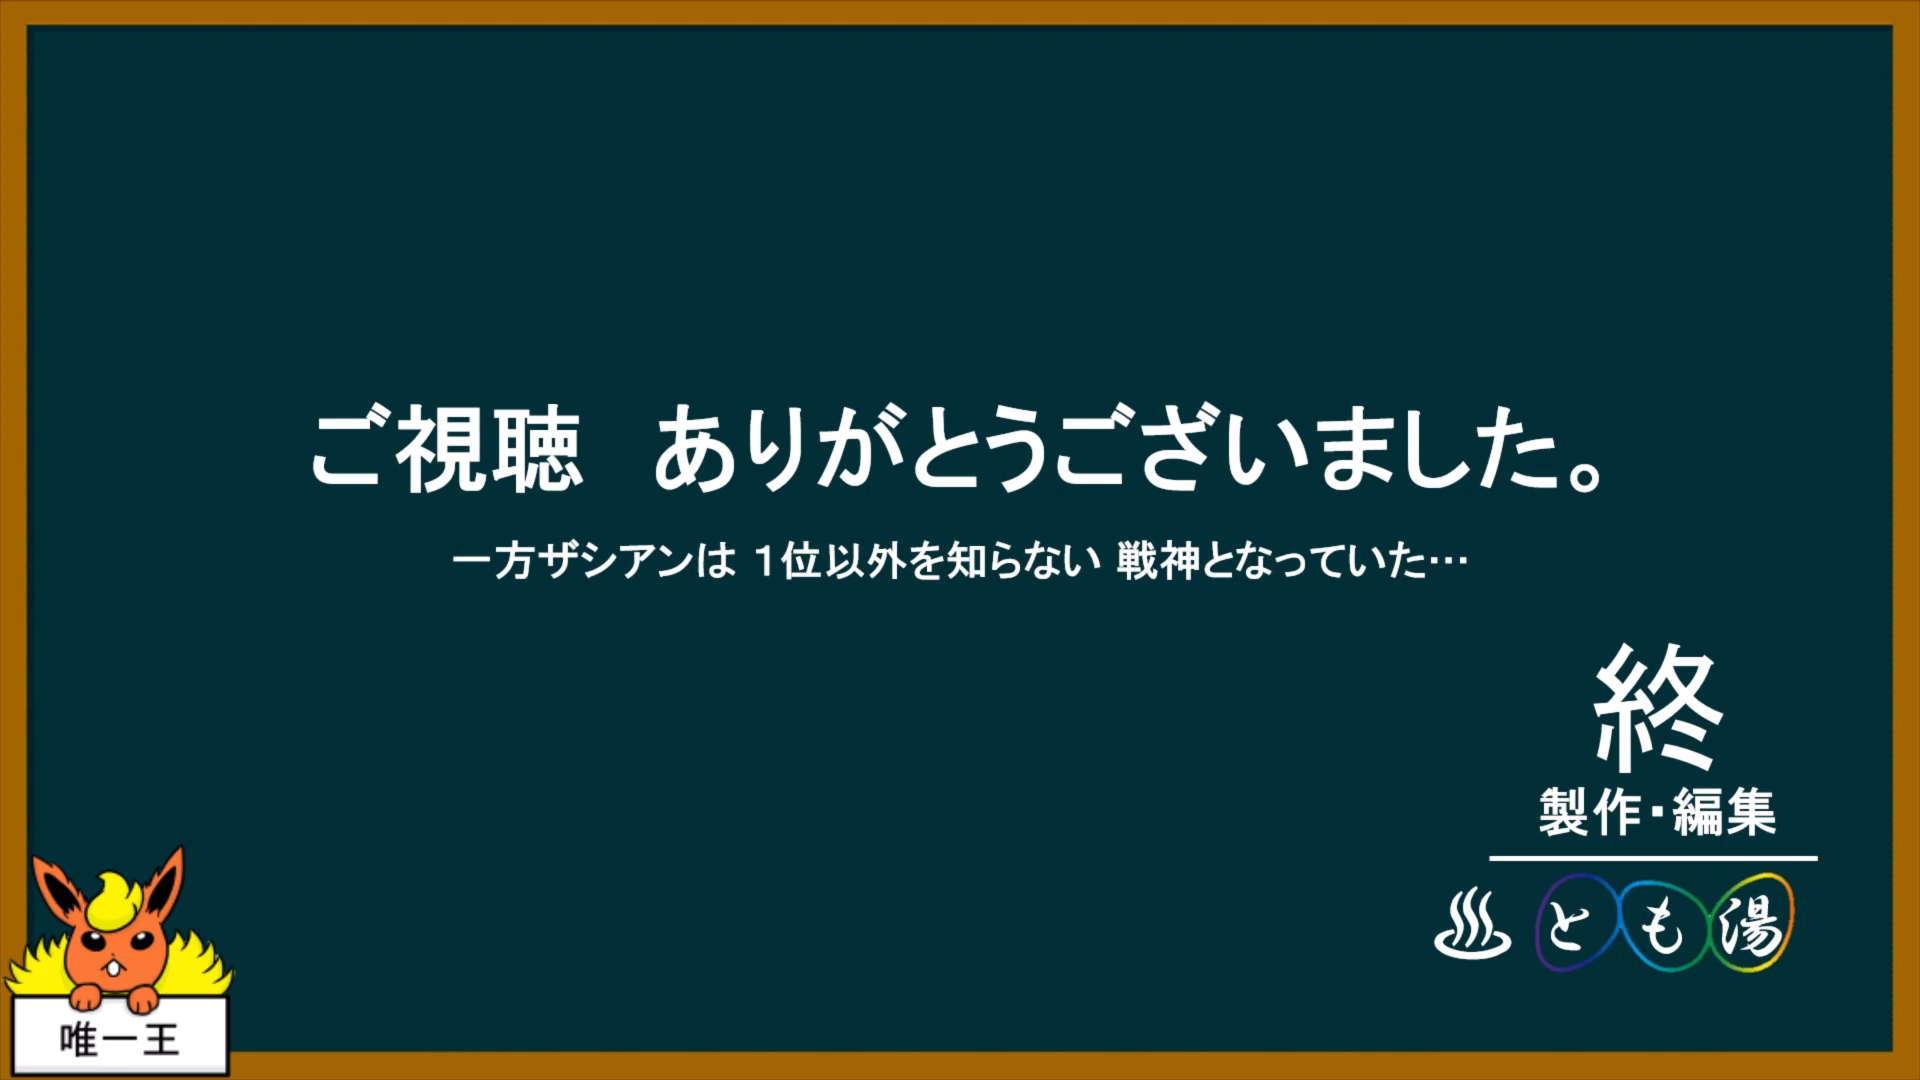 ご視聴　ありがとうございました。
一方ザシアンは 1位以外を知らない 戦神となっていた…
終
製作・編集
♨ とも湯
唯一王